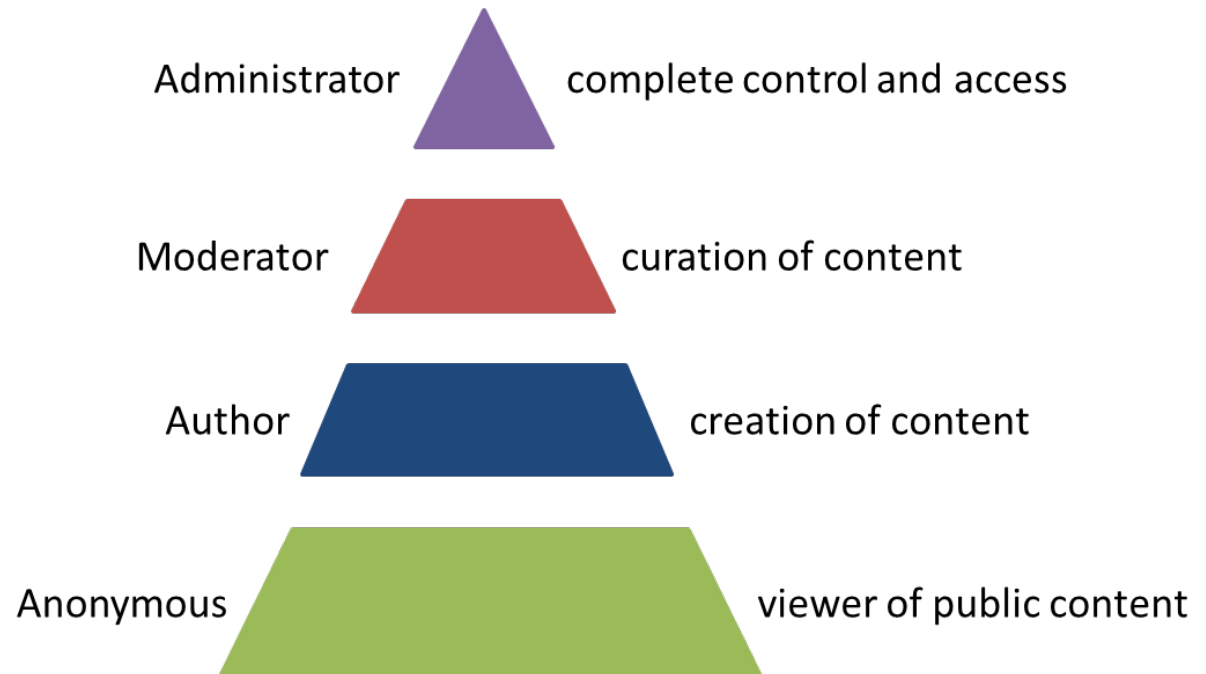 Administrator complete control and access
Moderator curation of content
Author creation of content
Anonymous viewer of public content